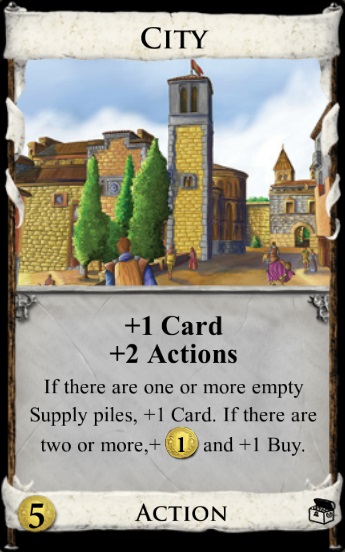 CITY
+1 Card
+2 Actions
If there are one or more empty
Supply piles, +1 Card. If there are
two or more,+ 1 and +1 Buy.
5 ACTION